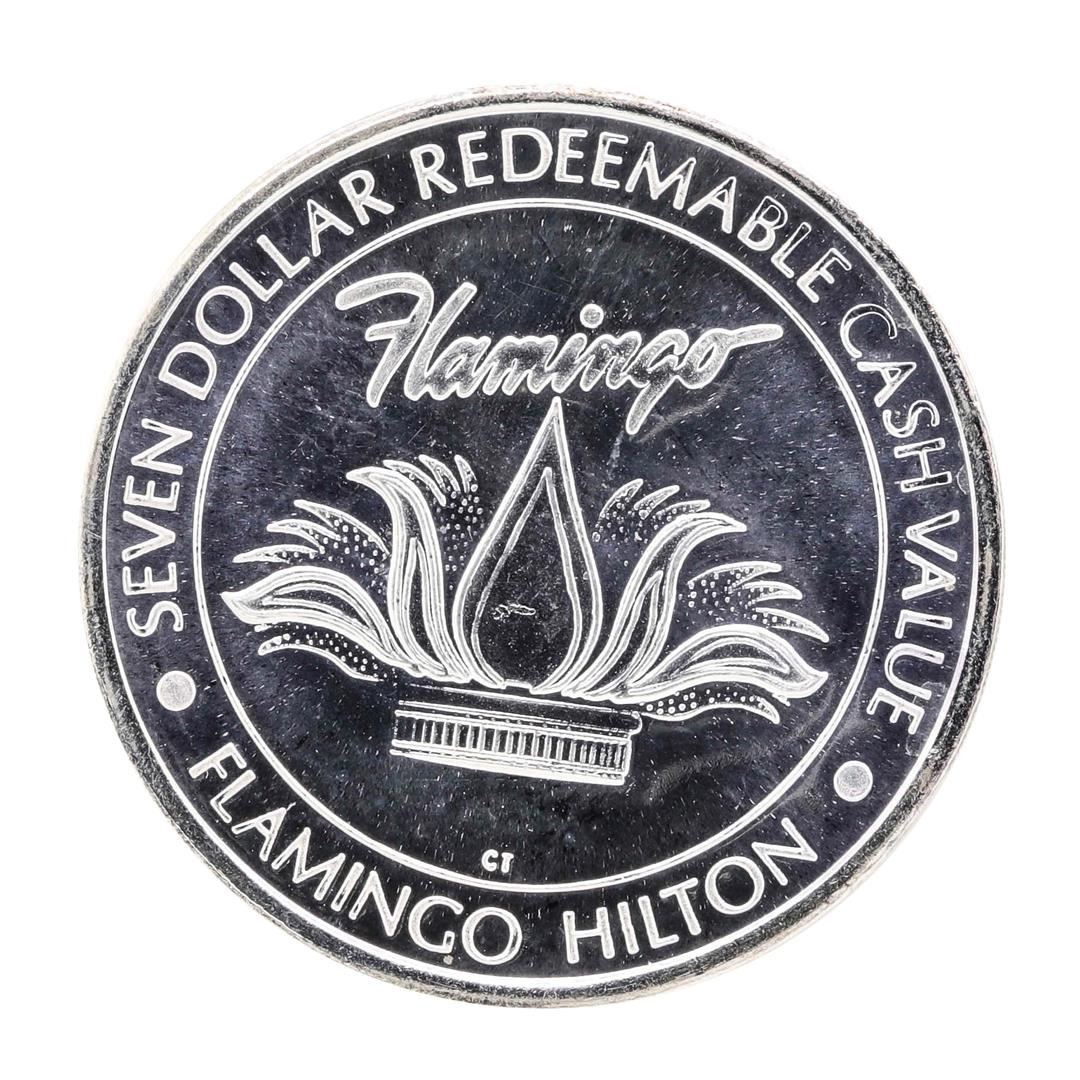 SEVEN DOLLAR REDEEMABLE CASH VALUE
Flamingo
CT
FLAMINGO HILTON